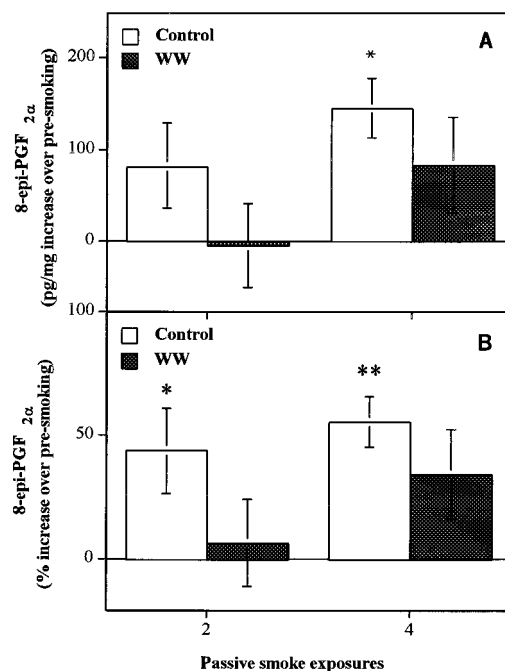 Control
WW
A
*
200
100
0
8-epi-PGF 2α
(pg/mg increase over pre-smoking)
100
Control
WW
B
*
**
50
0
8-epi-PGF 2α
(% increase over pre-smoking)
2
4
Passive smoke exposures